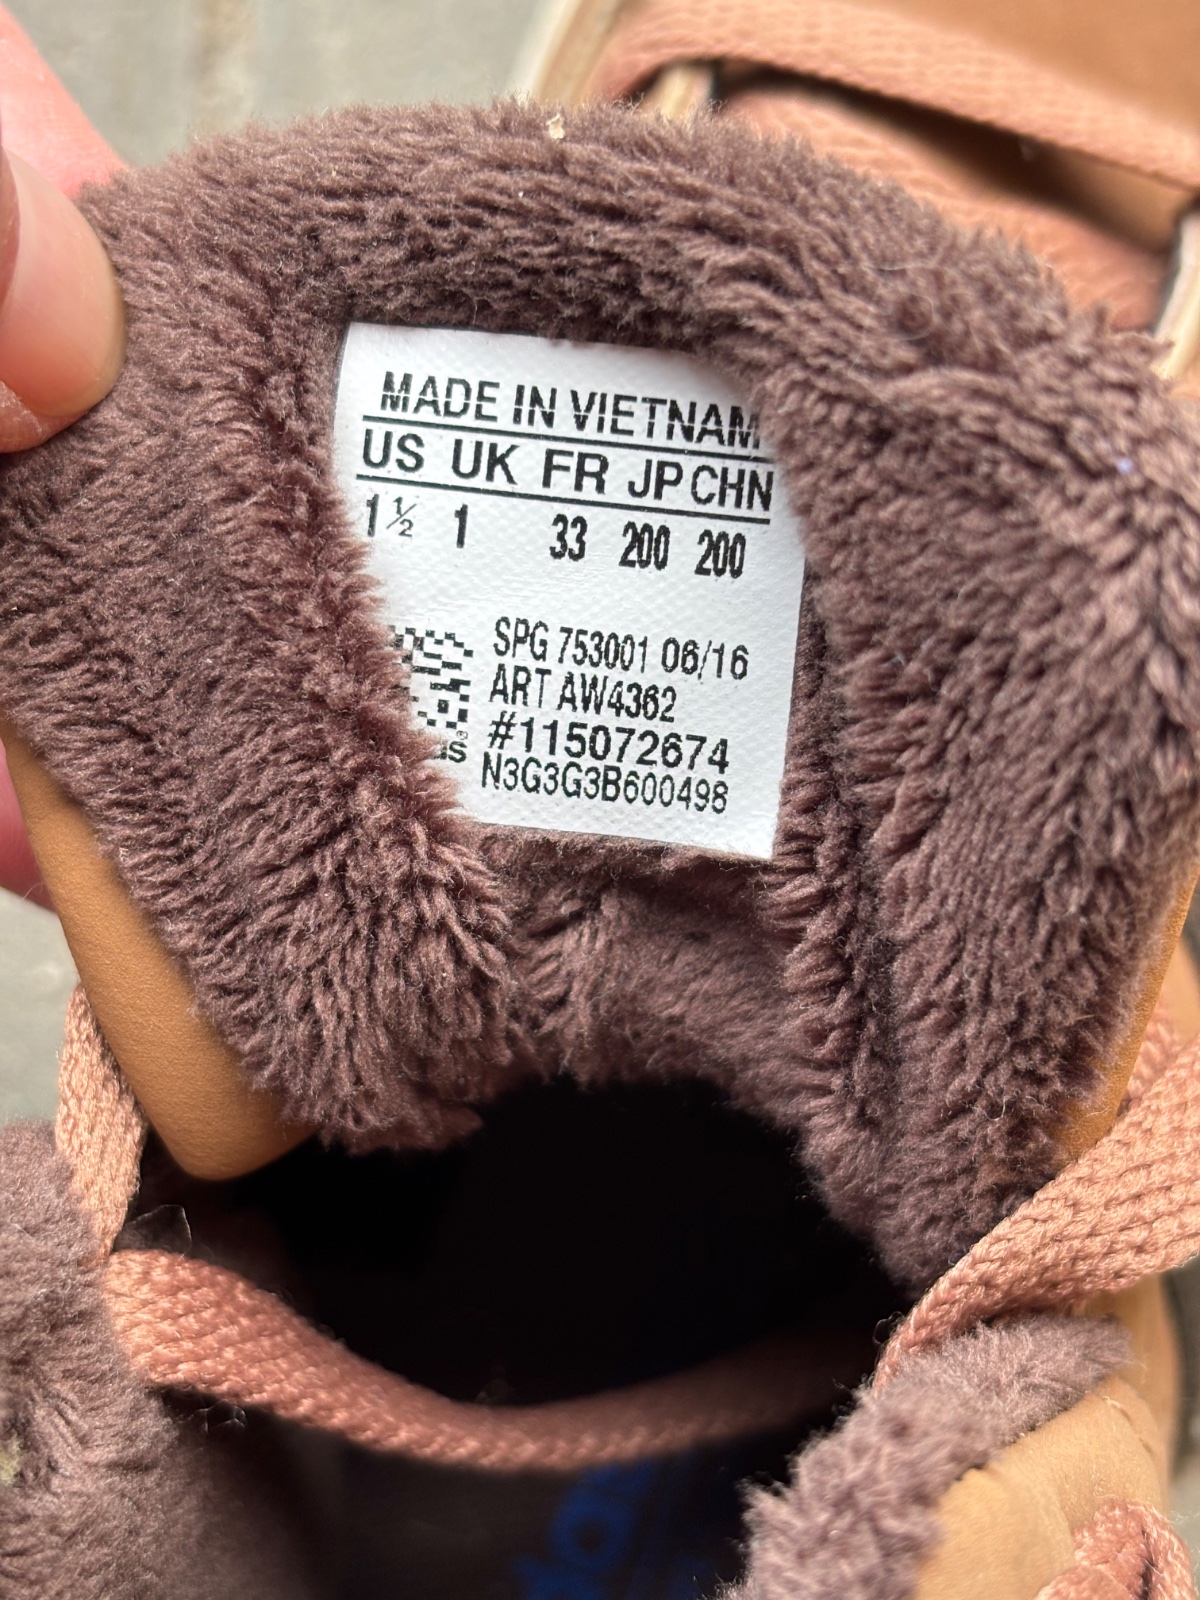 MADE IN VIETNAM
US UK FR JP CHN
1½ 1 33 200 200
SPG 753001 06/16
ART AW4362
#115072674
N3G3G3B600498